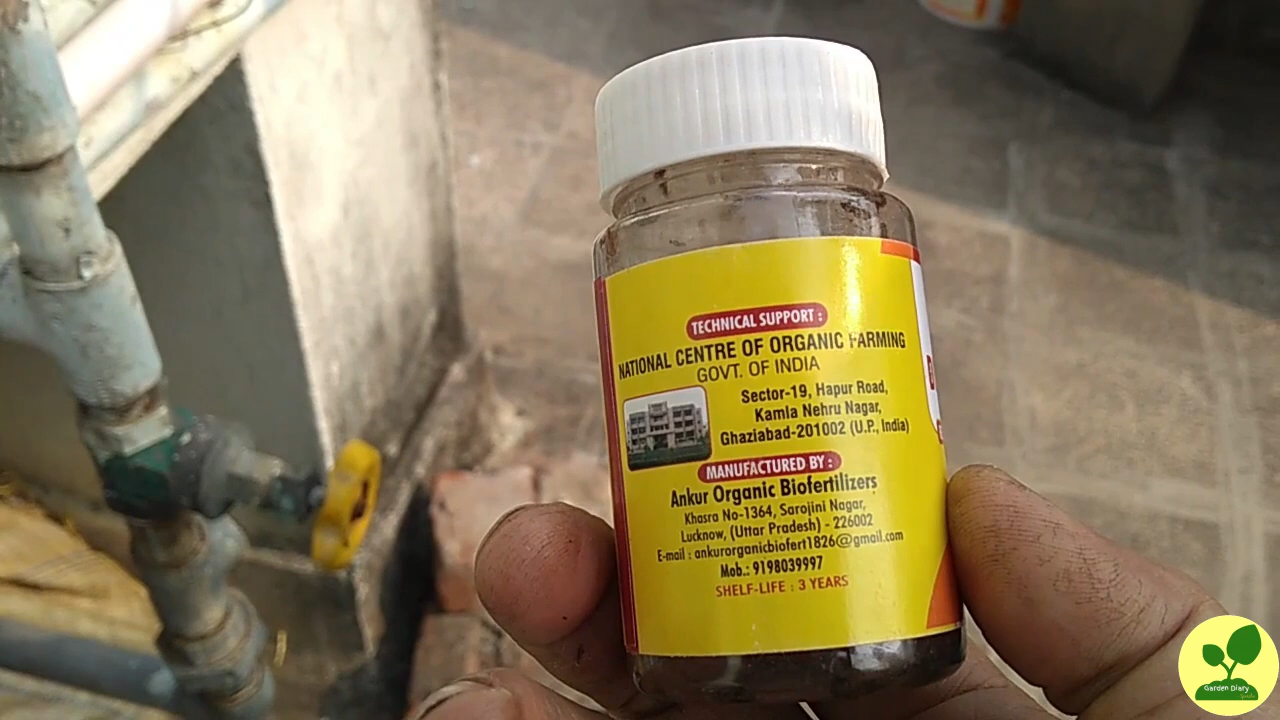 TECHNICAL SUPPORT :
NATIONAL CENTRE OF ORGANIC FARMING
GOVT. OF INDIA
Sector-19, Hapur Road,
Kamla Nehru Nagar,
Ghaziabad-201002 (U.P., India)
MANUFACTURED BY :
Ankur Organic Biofertilizers
Khasra No-1364, Sarojini Nagar,
Lucknow, (Uttar Pradesh) - 226002
E-mail : ankurorganicbiofert1826@gmail.com
Mob.: 9198039997
SHELF-LIFE : 3 YEARS
Garden Diary